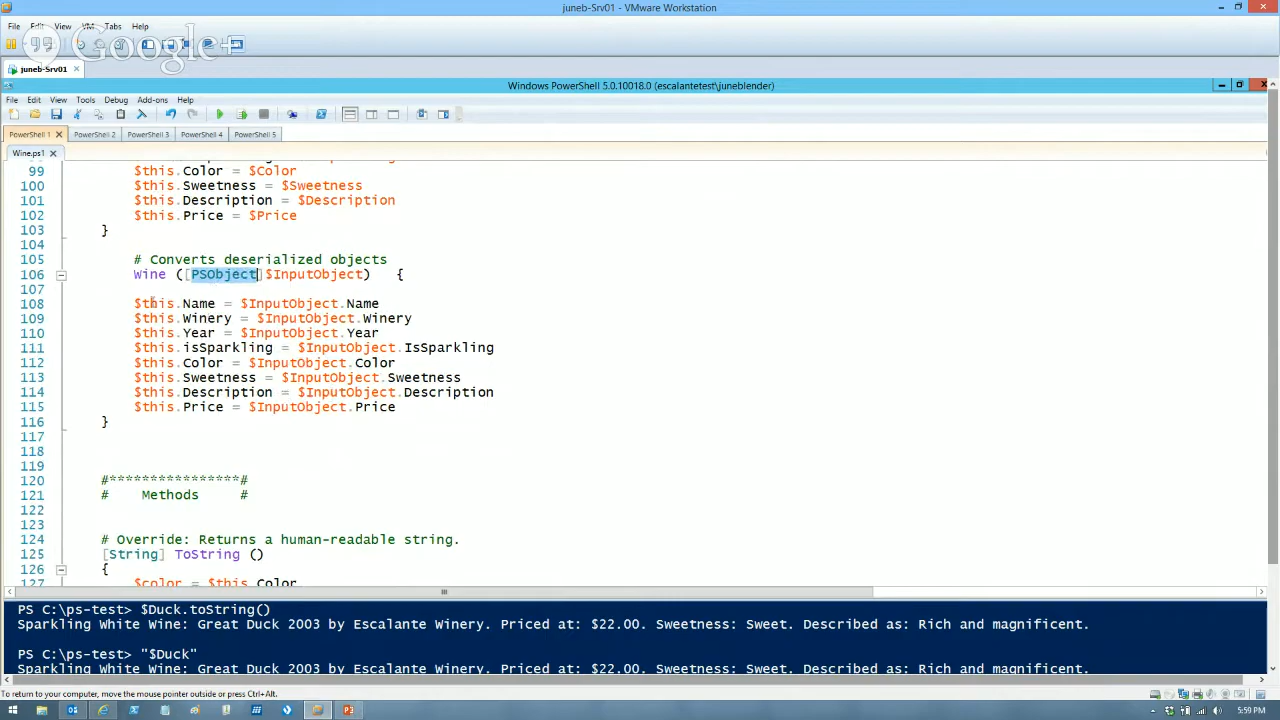 juneb-Srv01 - VMware Workstation
File Edit View VM Tabs Help
Google+
juneb-Srv01
Windows PowerShell 5.0.10018.0 (escalantetest\juneblender)
File Edit View Tools Debug Add-ons Help
PowerShell 1 PowerShell 2 PowerShell 3 PowerShell 4 PowerShell 5
Wine.ps1
99 $this.Color = $Color
100 $this.Sweetness = $Sweetness
101 $this.Description = $Description
102 $this.Price = $Price
103 }
104
105 # Converts deserialized objects
106 Wine ([PSObject]$InputObject) {
107
108 $this.Name = $InputObject.Name
109 $this.Winery = $InputObject.Winery
110 $this.Year = $InputObject.Year
111 $this.isSparkling = $InputObject.IsSparkling
112 $this.Color = $InputObject.Color
113 $this.Sweetness = $InputObject.Sweetness
114 $this.Description = $InputObject.Description
115 $this.Price = $InputObject.Price
116 }
117
118
119
120 #****************#
121 # Methods #
122
123
124 # Override: Returns a human-readable string.
125 [String] ToString ()
126 {
127 $color = $this.Color
PS C:\ps-test> $Duck.toString()
Sparkling White Wine: Great Duck 2003 by Escalante Winery. Priced at: $22.00. Sweetness: Sweet. Described as: Rich and magnificent.
PS C:\ps-test> "$Duck"
Sparkling White Wine: Great Duck 2003 by Escalante Winery. Priced at: $22.00. Sweetness: Sweet. Described as: Rich and magnificent.
To return to your computer, move the mouse pointer outside or press Ctrl+Alt.
5:59 PM